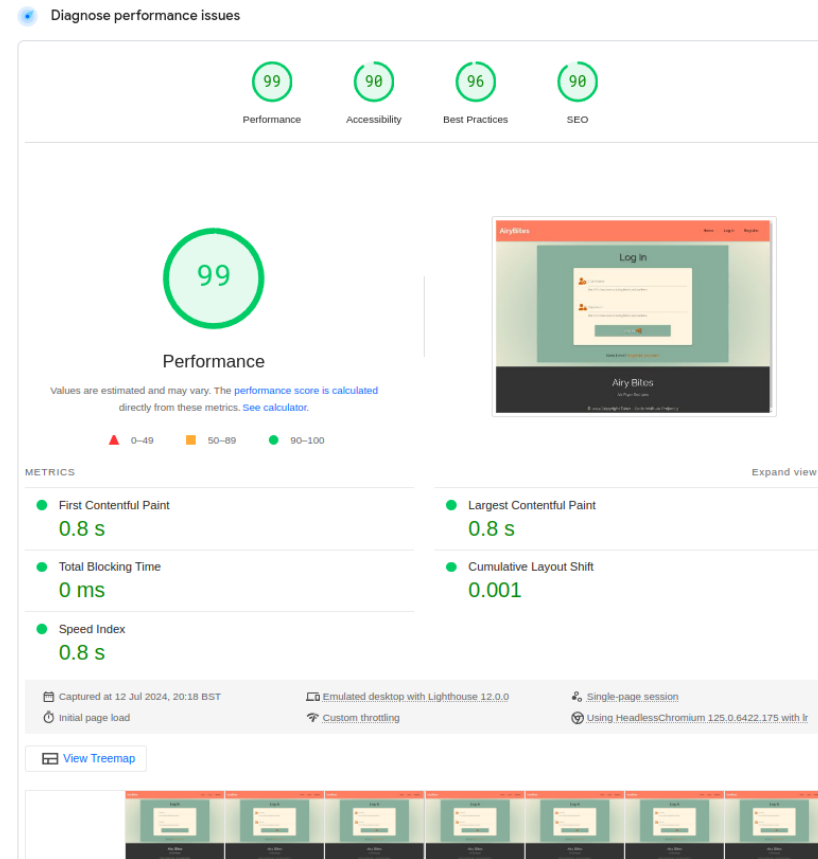 Diagnose performance issues
99 90 96 90
Performance Accessibility Best Practices SEO
AiryBites
Home Log In Register
Log in
Airy Bites
99
Performance
Values are estimated and may vary. The performance score is calculated
directly from these metrics. See calculator.
0–49 50–89 90–100
METRICS Expand view
First Contentful Paint
0.8 s
Largest Contentful Paint
0.8 s
Total Blocking Time
0 ms
Cumulative Layout Shift
0.001
Speed Index
0.8 s
Captured at 12 Jul 2024, 20:18 BST
Emulated desktop with Lighthouse 12.0.0
Single-page session
Initial page load
Custom throttling
Using HeadlessChromium 125.0.6422.175 with lr
View Treemap